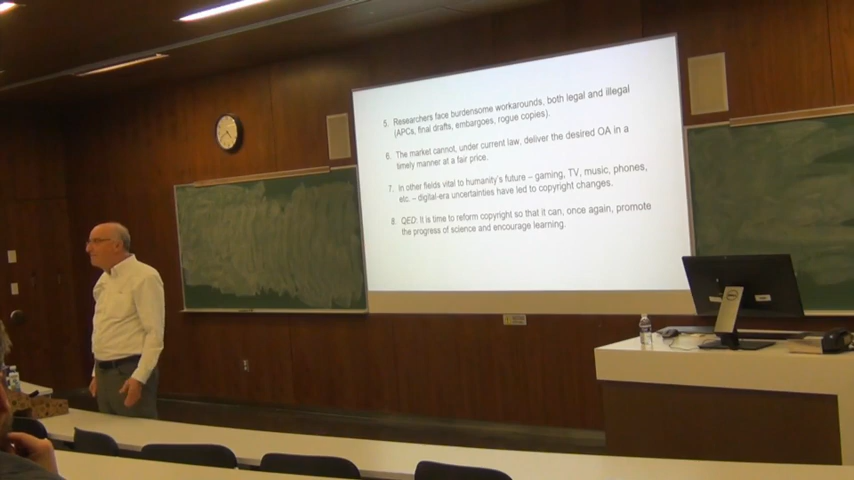 5. Researchers face burdensome workarounds, both legal and illegal
(APCs, final drafts, embargoes, rogue copies).
6. The market cannot, under current law, deliver the desired OA in a
timely manner at a fair price.
7. In other fields vital to humanity's future – gaming, TV, music, phones,
etc. – digital-era uncertainties have led to copyright changes.
8. QED: It is time to reform copyright so that it can, once again, promote
the progress of science and encourage learning.
DELL